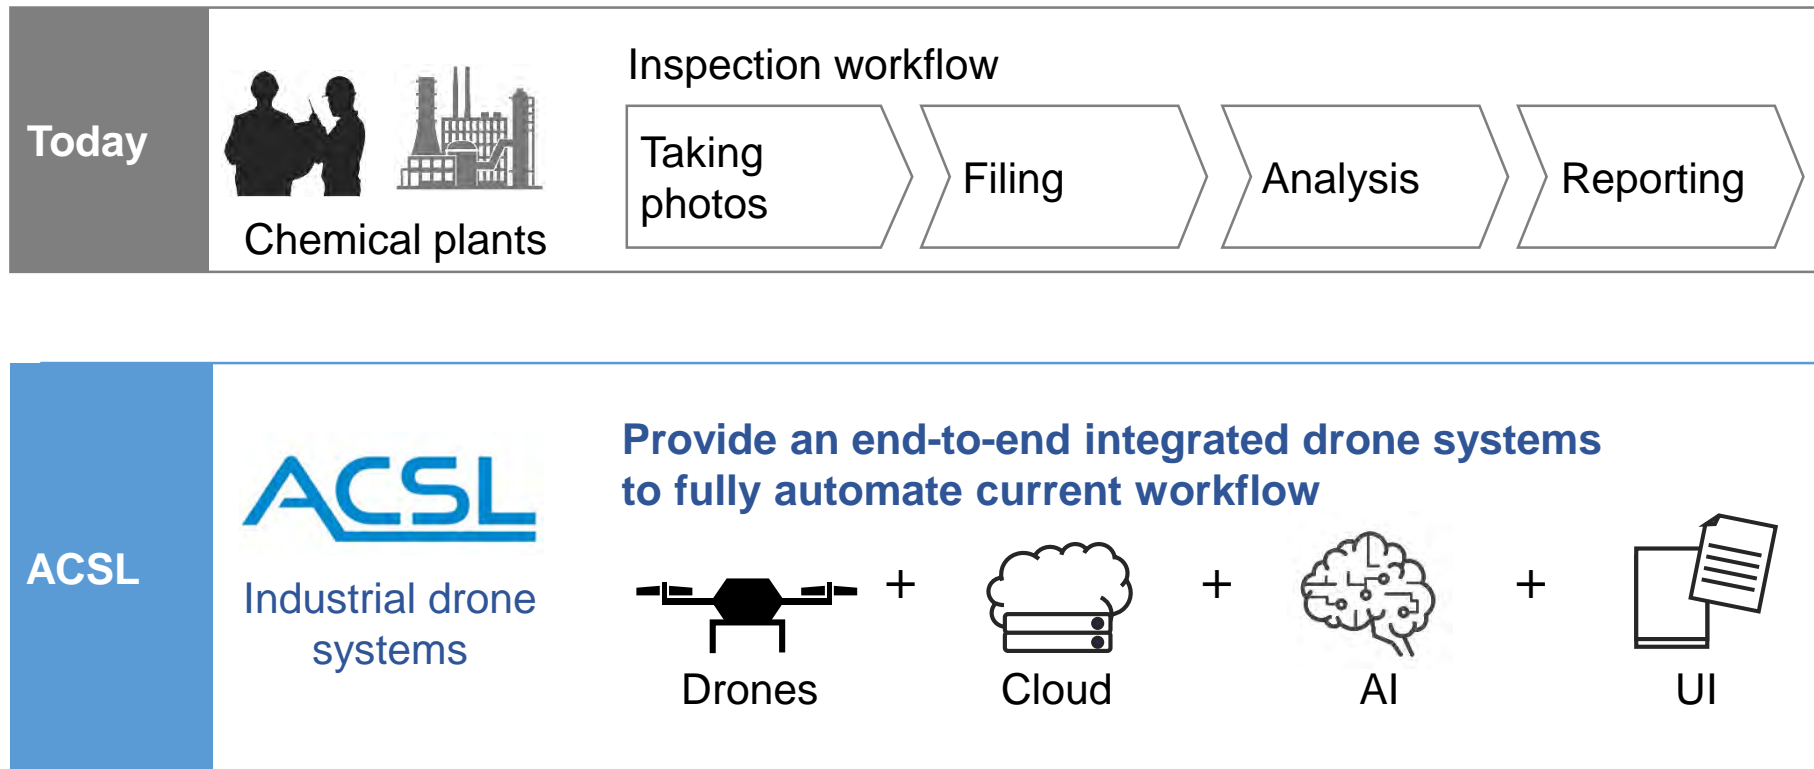 Today
Chemical plants
Inspection workflow
Taking
photos
Filing
Analysis
Reporting
ACSL
ACSL
Industrial drone
systems
Provide an end-to-end integrated drone systems
to fully automate current workflow
+
+
+
Drones
Cloud
AI
UI